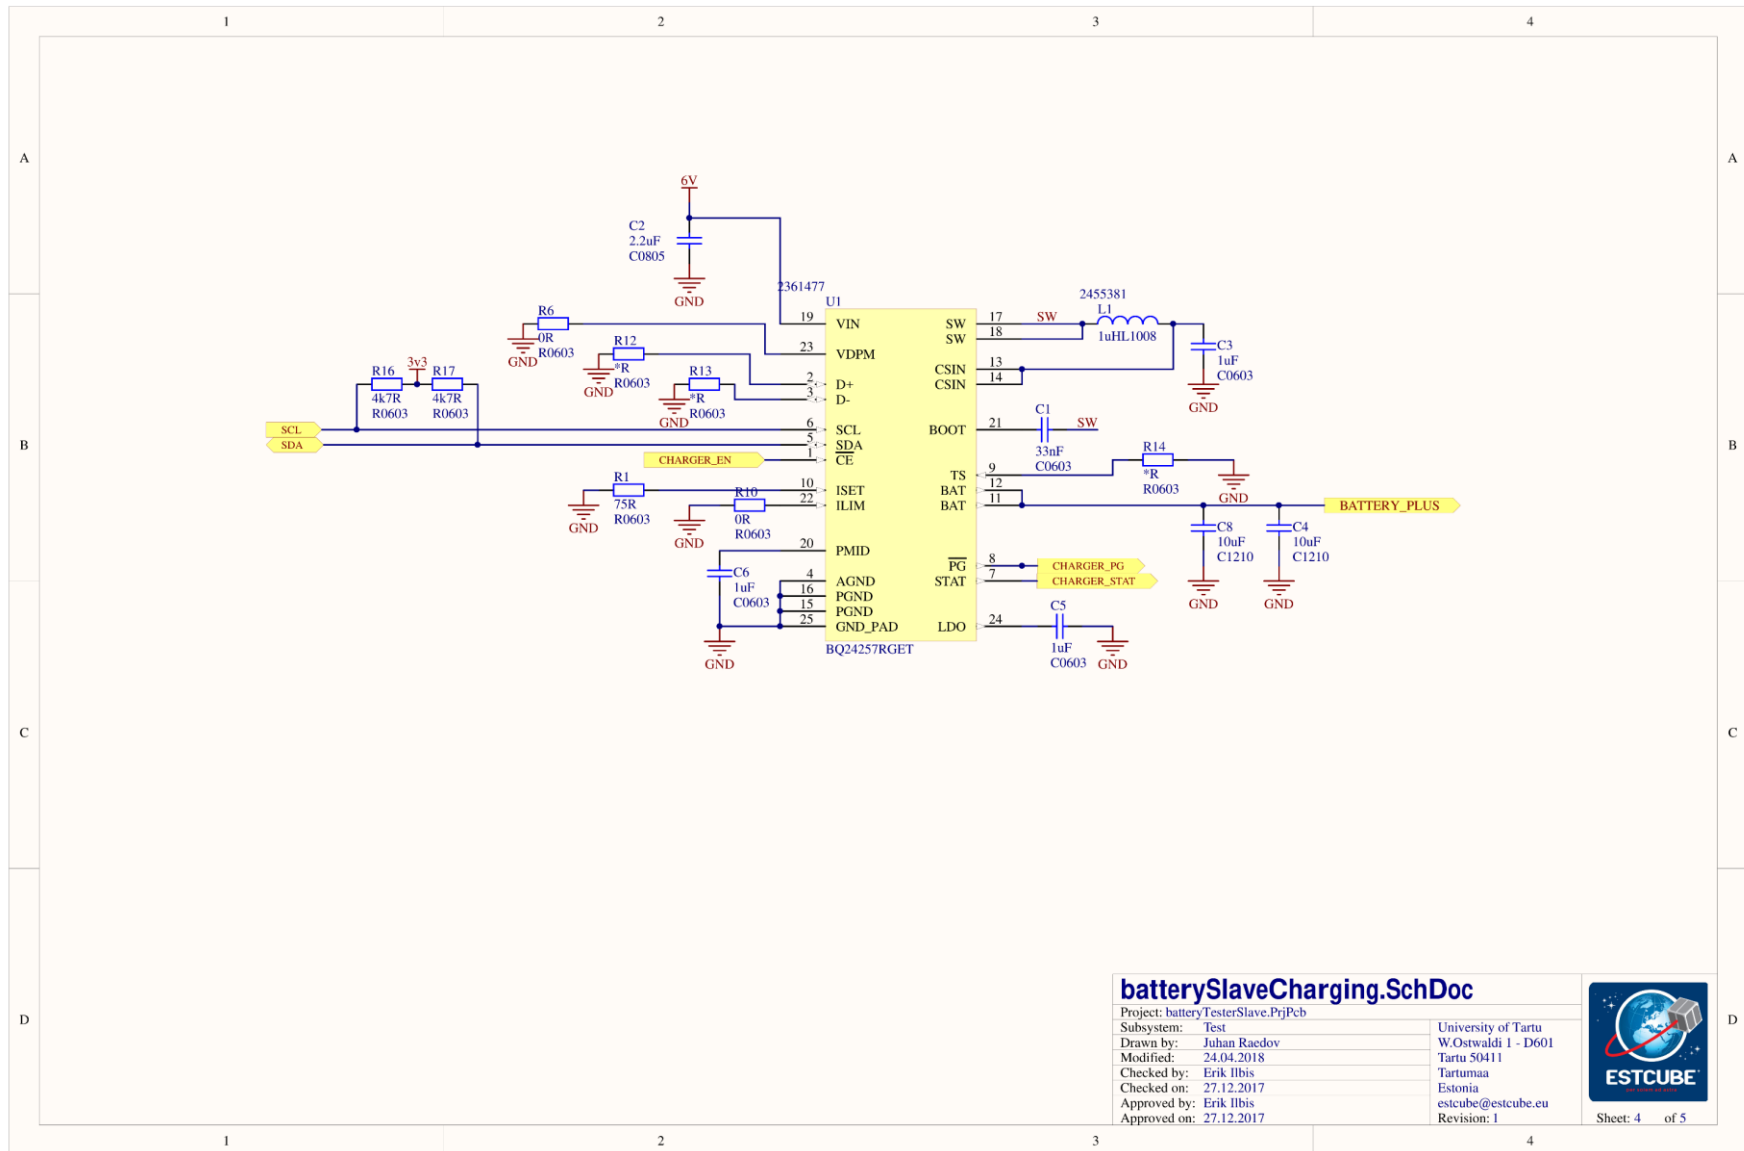 1 2 3 4
A A
6V
C2
2.2uF
C0805
GND
2361477
U1
2455381
L1
1uHL1008
R6
0R
R0603
GND
R12
*R
R0603
GND
R13
*R
R0603
GND
3v3
R16 R17
4k7R 4k7R
R0603 R0603
SCL
SDA
CHARGER_EN
R1
75R
R0603
GND
R10
0R
R0603
GND
C6
1uF
C0603
GND
19 VIN
23 VDPM
2 D+
3 D-
6 SCL
5 SDA
1 CE
10 ISET
22 ILIM
20 PMID
4 AGND
16 PGND
15 PGND
25 GND_PAD
BQ24257RGET
SW 17 SW
SW 18
CSIN 13
CSIN 14
BOOT 21
TS 9
BAT 12
BAT 11
PG 8
STAT 7
LDO 24
C3
1uF
C0603
GND
C1
33nF
C0603
SW
R14
*R
R0603
GND
BATTERY_PLUS
C8
10uF
C1210
GND
C4
10uF
C1210
GND
CHARGER_PG
CHARGER_STAT
C5
1uF
C0603
GND
B B
C C
D D
batterySlaveCharging.SchDoc
Project: batteryTesterSlave.PrjPcb
Subsystem: Test University of Tartu
Drawn by: Juhan Raedov W.Ostwaldi 1 - D601
Modified: 24.04.2018 Tartu 50411
Checked by: Erik Ilbis Tartumaa
Checked on: 27.12.2017 Estonia
Approved by: Erik Ilbis estcube@estcube.eu
Approved on: 27.12.2017 Revision: 1
ESTCUBE
Sheet: 4 of 5
1 2 3 4